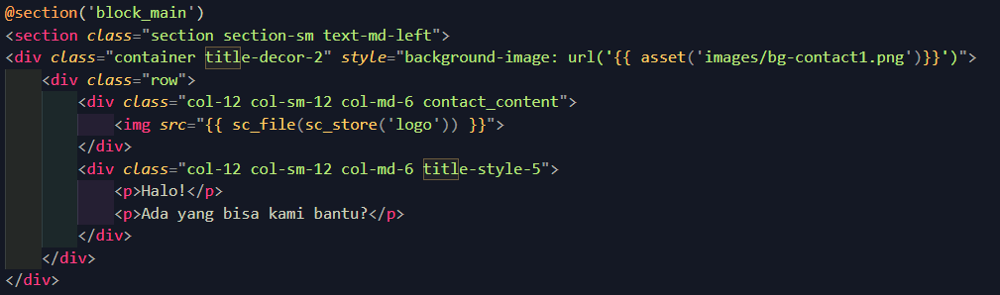 @section('block_main')
<section class="section section-sm text-md-left">
<div class="container title-decor-2" style="background-image: url('{{ asset('images/bg-contact1.png')}}')">
<div class="row">
<div class="col-12 col-sm-12 col-md-6 contact_content">
<img src="{{ sc_file(sc_store('logo')) }}">
</div>
<div class="col-12 col-sm-12 col-md-6 title-style-5">
<p>Halo!</p>
<p>Ada yang bisa kami bantu?</p>
</div>
</div>
</div>